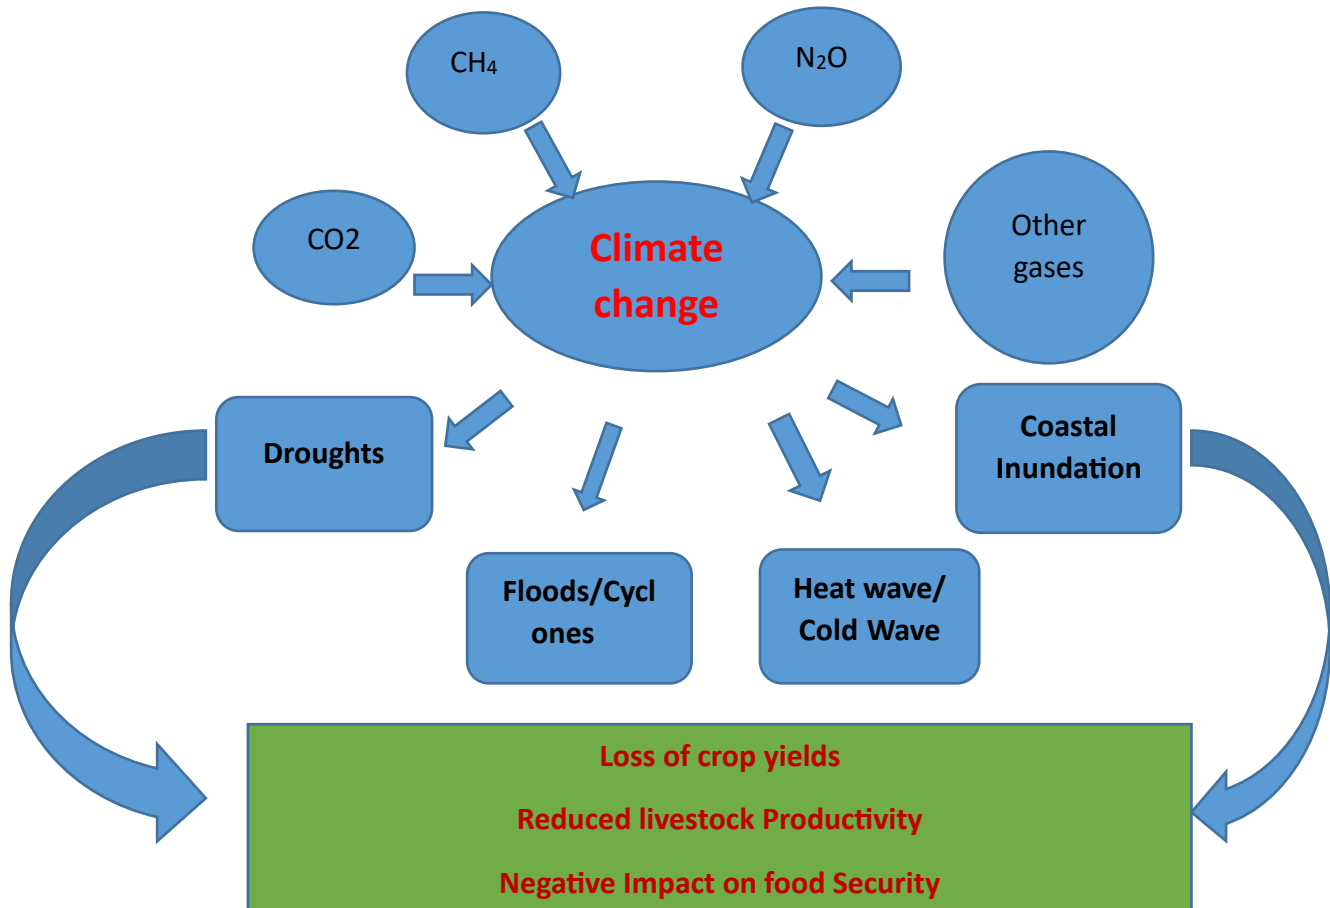 CH₄
N₂O
CO2
Climate
change
Other
gases
Droughts
Coastal
Inundation
Floods/Cycl
ones
Heat wave/
Cold Wave
Loss of crop yields
Reduced livestock Productivity
Negative Impact on food Security